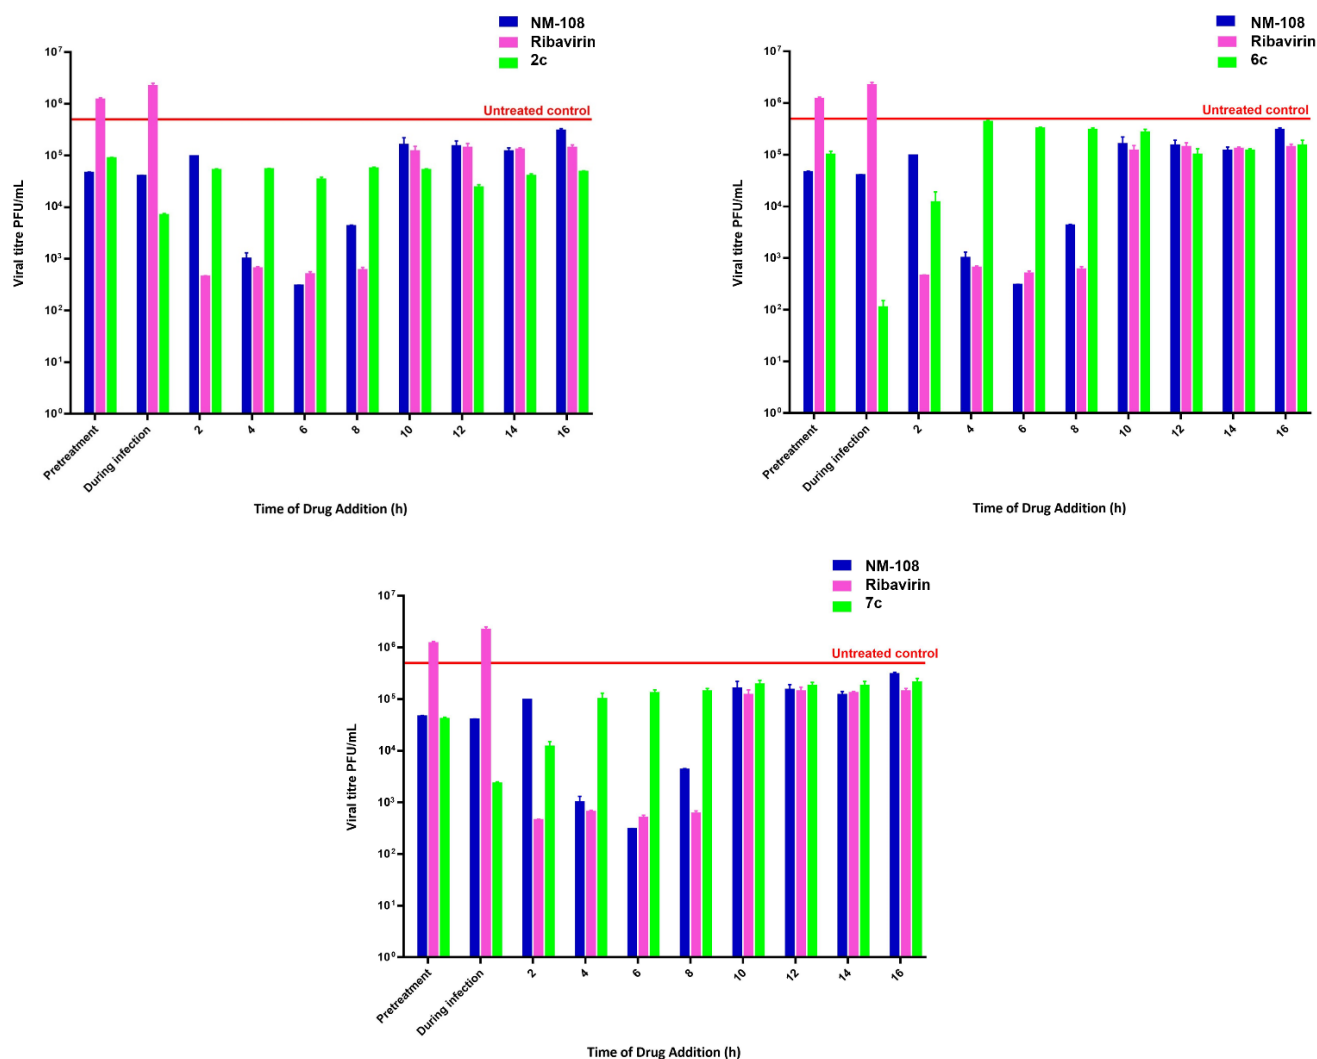 NM-108
Ribavirin
2c
Untreated control
Viral titre PFU/mL
10⁷
10⁶
10⁵
10⁴
10³
10²
10¹
10⁰
Pretreatment
During infection
2
4
6
8
10
12
14
16
Time of Drug Addition (h)
NM-108
Ribavirin
6c
Untreated control
Viral titre PFU/mL
10⁷
10⁶
10⁵
10⁴
10³
10²
10¹
10⁰
Pretreatment
During infection
2
4
6
8
10
12
14
16
Time of Drug Addition (h)
NM-108
Ribavirin
7c
Untreated control
Viral titre PFU/mL
10⁷
10⁶
10⁵
10⁴
10³
10²
10¹
10⁰
Pretreatment
During infection
2
4
6
8
10
12
14
16
Time of Drug Addition (h)